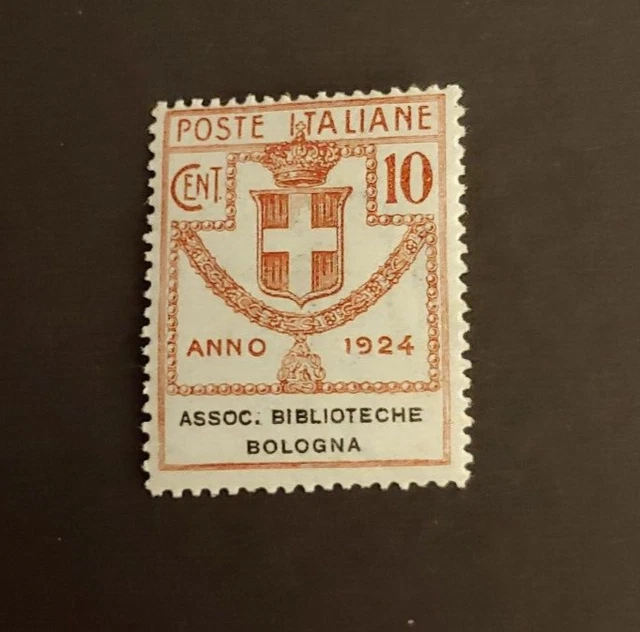 POSTE ITALIANE
CENT. 10
ANNO 1924
ASSOC. BIBLIOTECHE
BOLOGNA